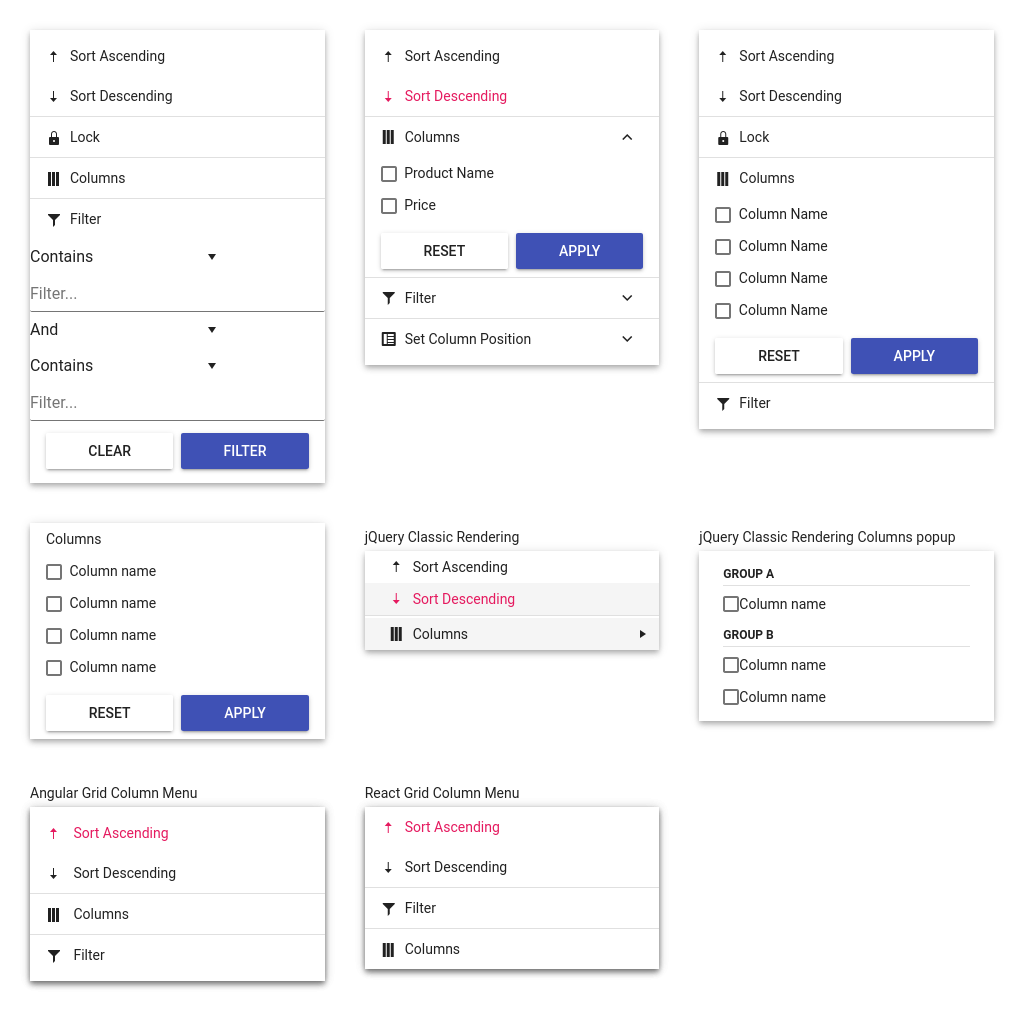 Sort Ascending
Sort Descending
Lock
Columns
Filter
Contains
Filter...
And
Contains
Filter...
CLEAR FILTER
Sort Ascending
Sort Descending
Columns
Product Name
Price
RESET APPLY
Filter
Set Column Position
Sort Ascending
Sort Descending
Lock
Columns
Column Name
Column Name
Column Name
Column Name
RESET APPLY
Filter
Columns
Column name
Column name
Column name
Column name
RESET APPLY
jQuery Classic Rendering
Sort Ascending
Sort Descending
Columns
jQuery Classic Rendering Columns popup
GROUP A
Column name
GROUP B
Column name
Column name
Angular Grid Column Menu
Sort Ascending
Sort Descending
Columns
Filter
React Grid Column Menu
Sort Ascending
Sort Descending
Filter
Columns